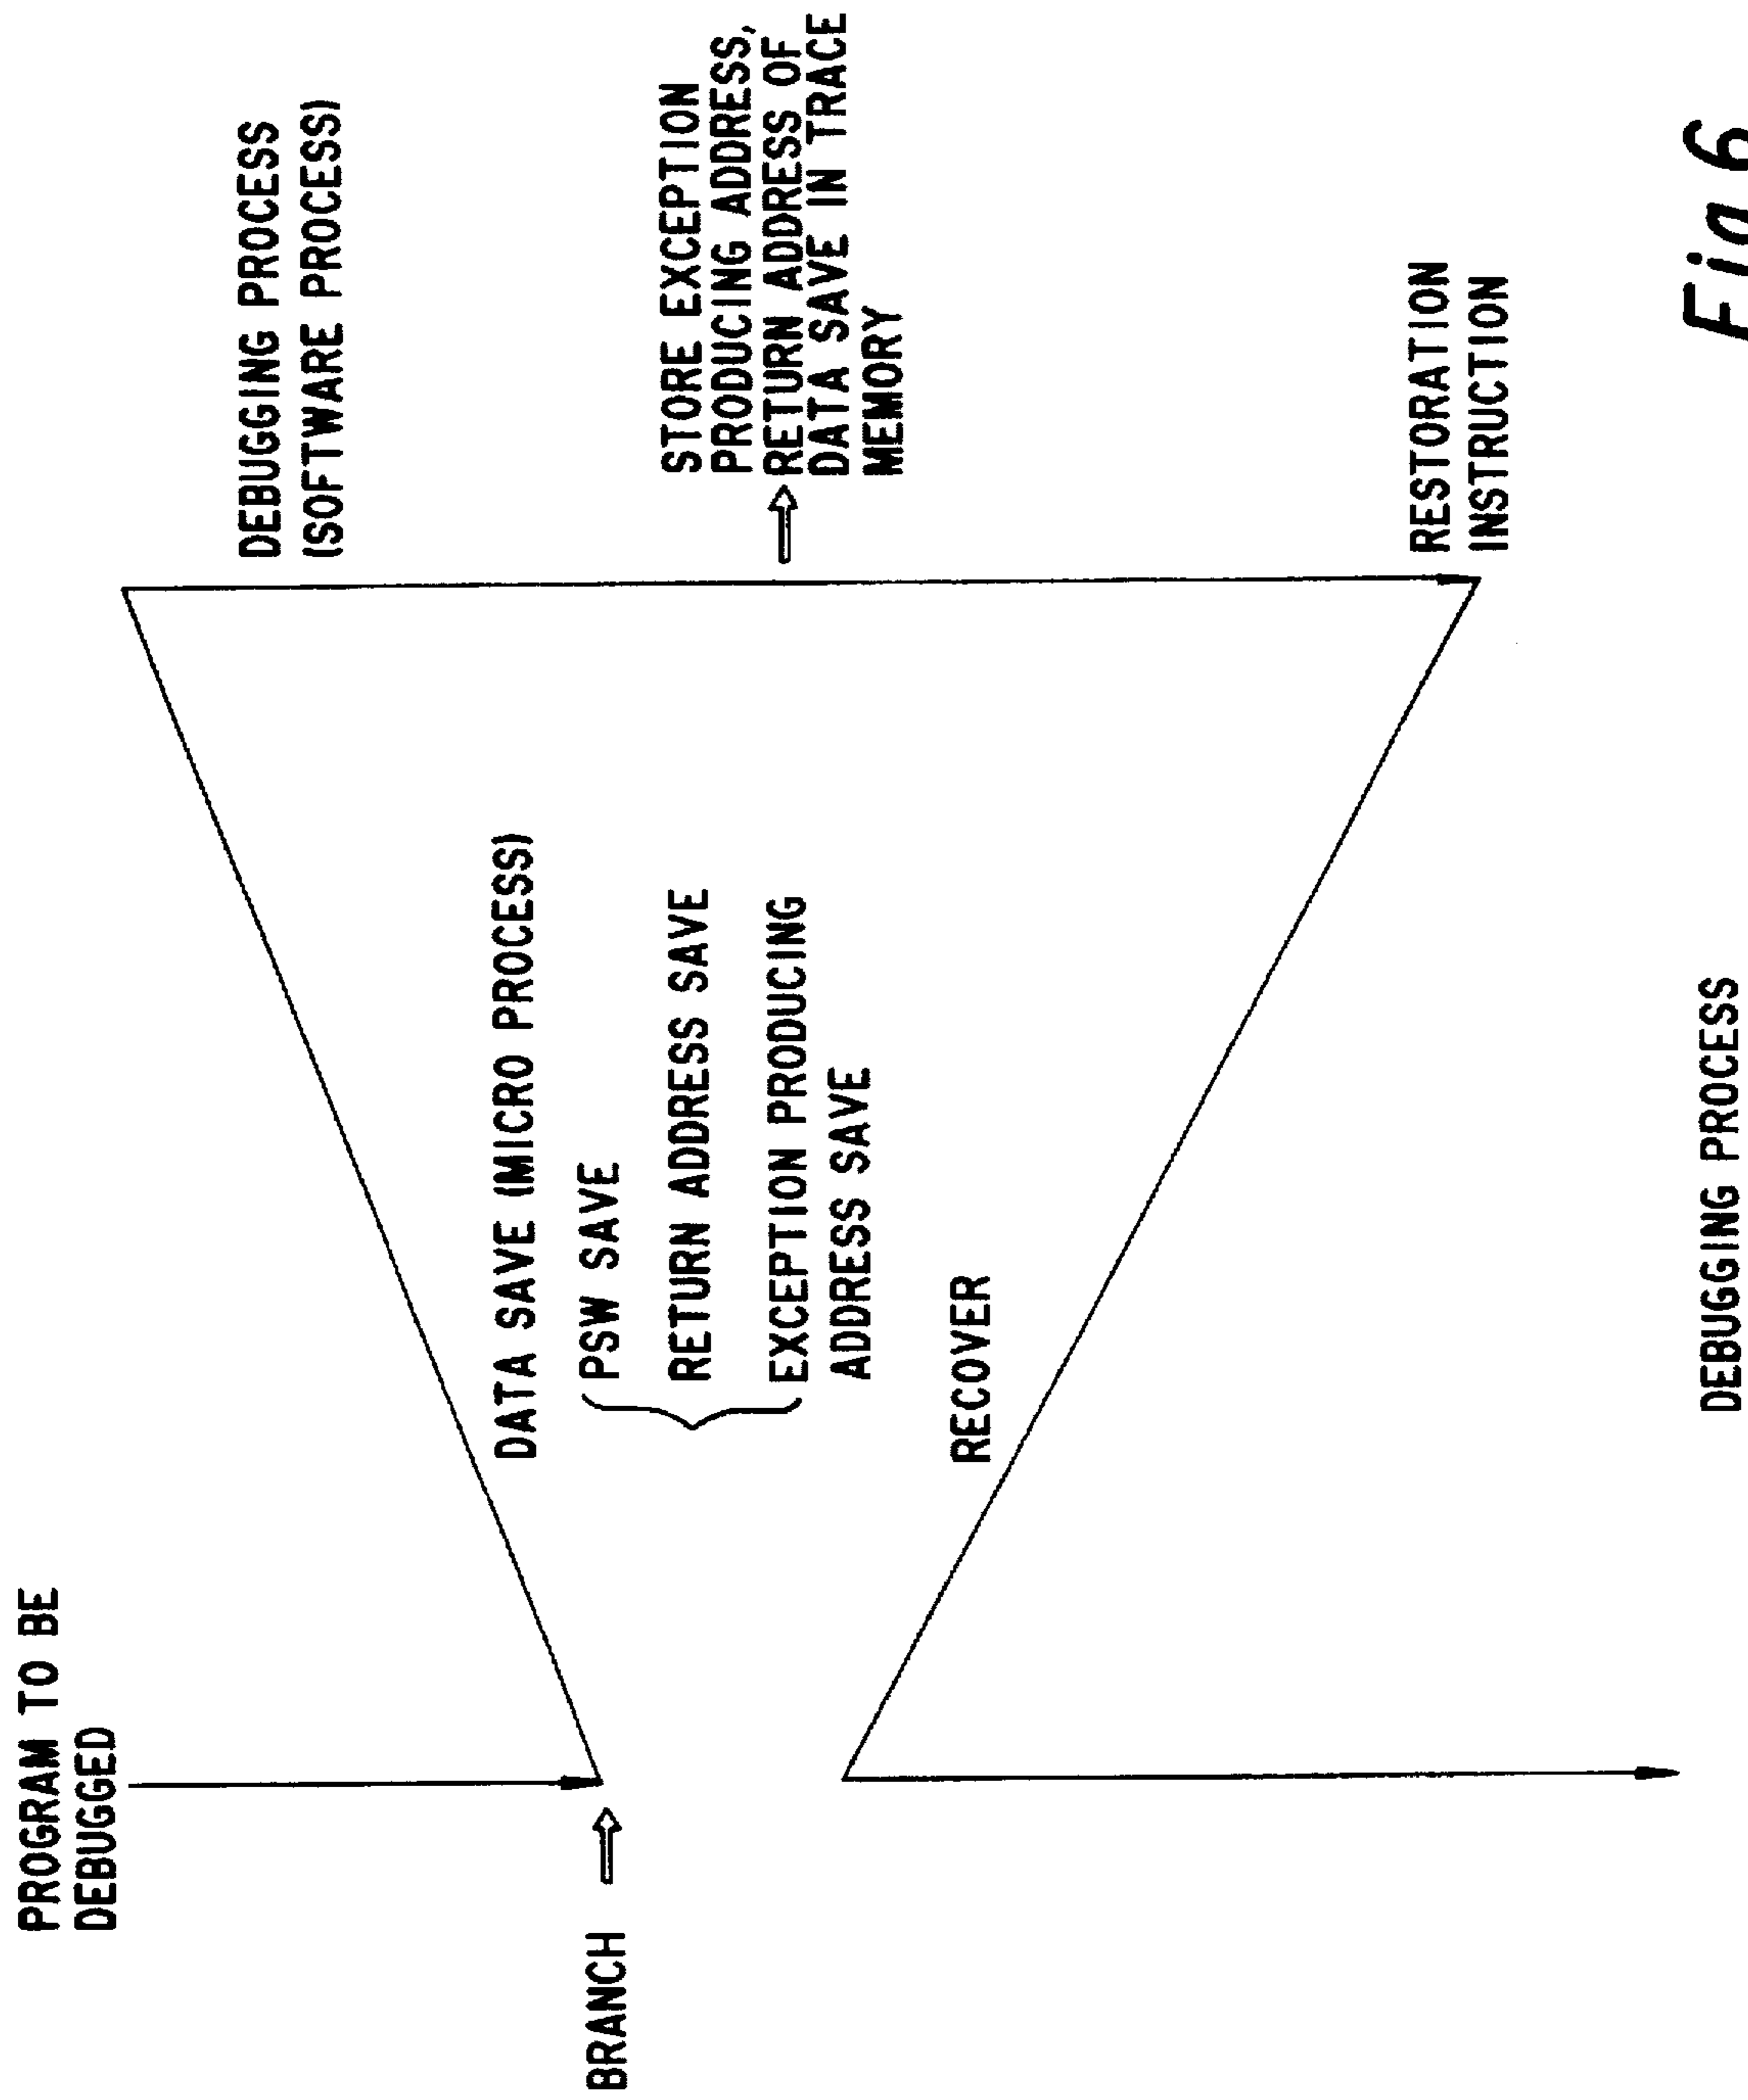 PROGRAM TO BE
DEBUGGED
DEBUGGING PROCESS
(SOFTWARE PROCESS)
DATA SAVE (MICRO PROCESS)
BRANCH
PSW SAVE
RETURN ADDRESS SAVE
EXCEPTION PRODUCING
ADDRESS SAVE
STORE EXCEPTION
PRODUCING ADDRESS,
RETURN ADDRESS OF
DATA SAVE IN TRACE
MEMORY
RECOVER
RESTORATION
INSTRUCTION
DEBUGGING PROCESS
Fig 6